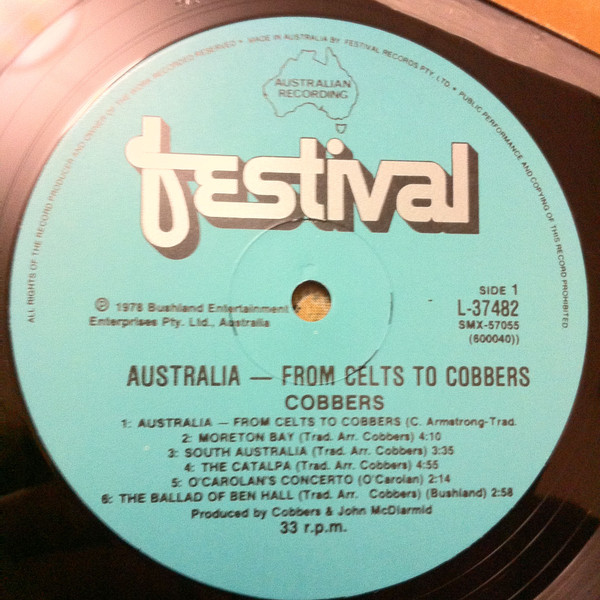 ALL RIGHTS OF THE RECORD PRODUCER AND OWNER OF THE WORK RECORDED RESERVED • MADE IN AUSTRALIA BY FESTIVAL RECORDS PTY. LTD. • PUBLIC PERFORMANCE AND COPYING OF THIS RECORD PROHIBITED
AUSTRALIAN
RECORDING
festival
SIDE 1
L-37482
SMX-57055
(600040))
℗ 1978 Bushland Entertainment
Enterprises Pty. Ltd., Australia
AUSTRALIA — FROM CELTS TO COBBERS
COBBERS
1: AUSTRALIA — FROM CELTS TO COBBERS (C. Armstrong-Trad.
2: MORETON BAY (Trad. Arr. Cobbers) 4:10
3: SOUTH AUSTRALIA (Trad. Arr. Cobbers) 3:35
4: THE CATALPA (Trad. Arr. Cobbers) 4:55
5: O'CAROLAN'S CONCERTO (O'Carolan) 2:14
6: THE BALLAD OF BEN HALL (Trad. Arr. Cobbers) (Bushland) 2:58
Produced by Cobbers & John McDiarmid
33 r.p.m.